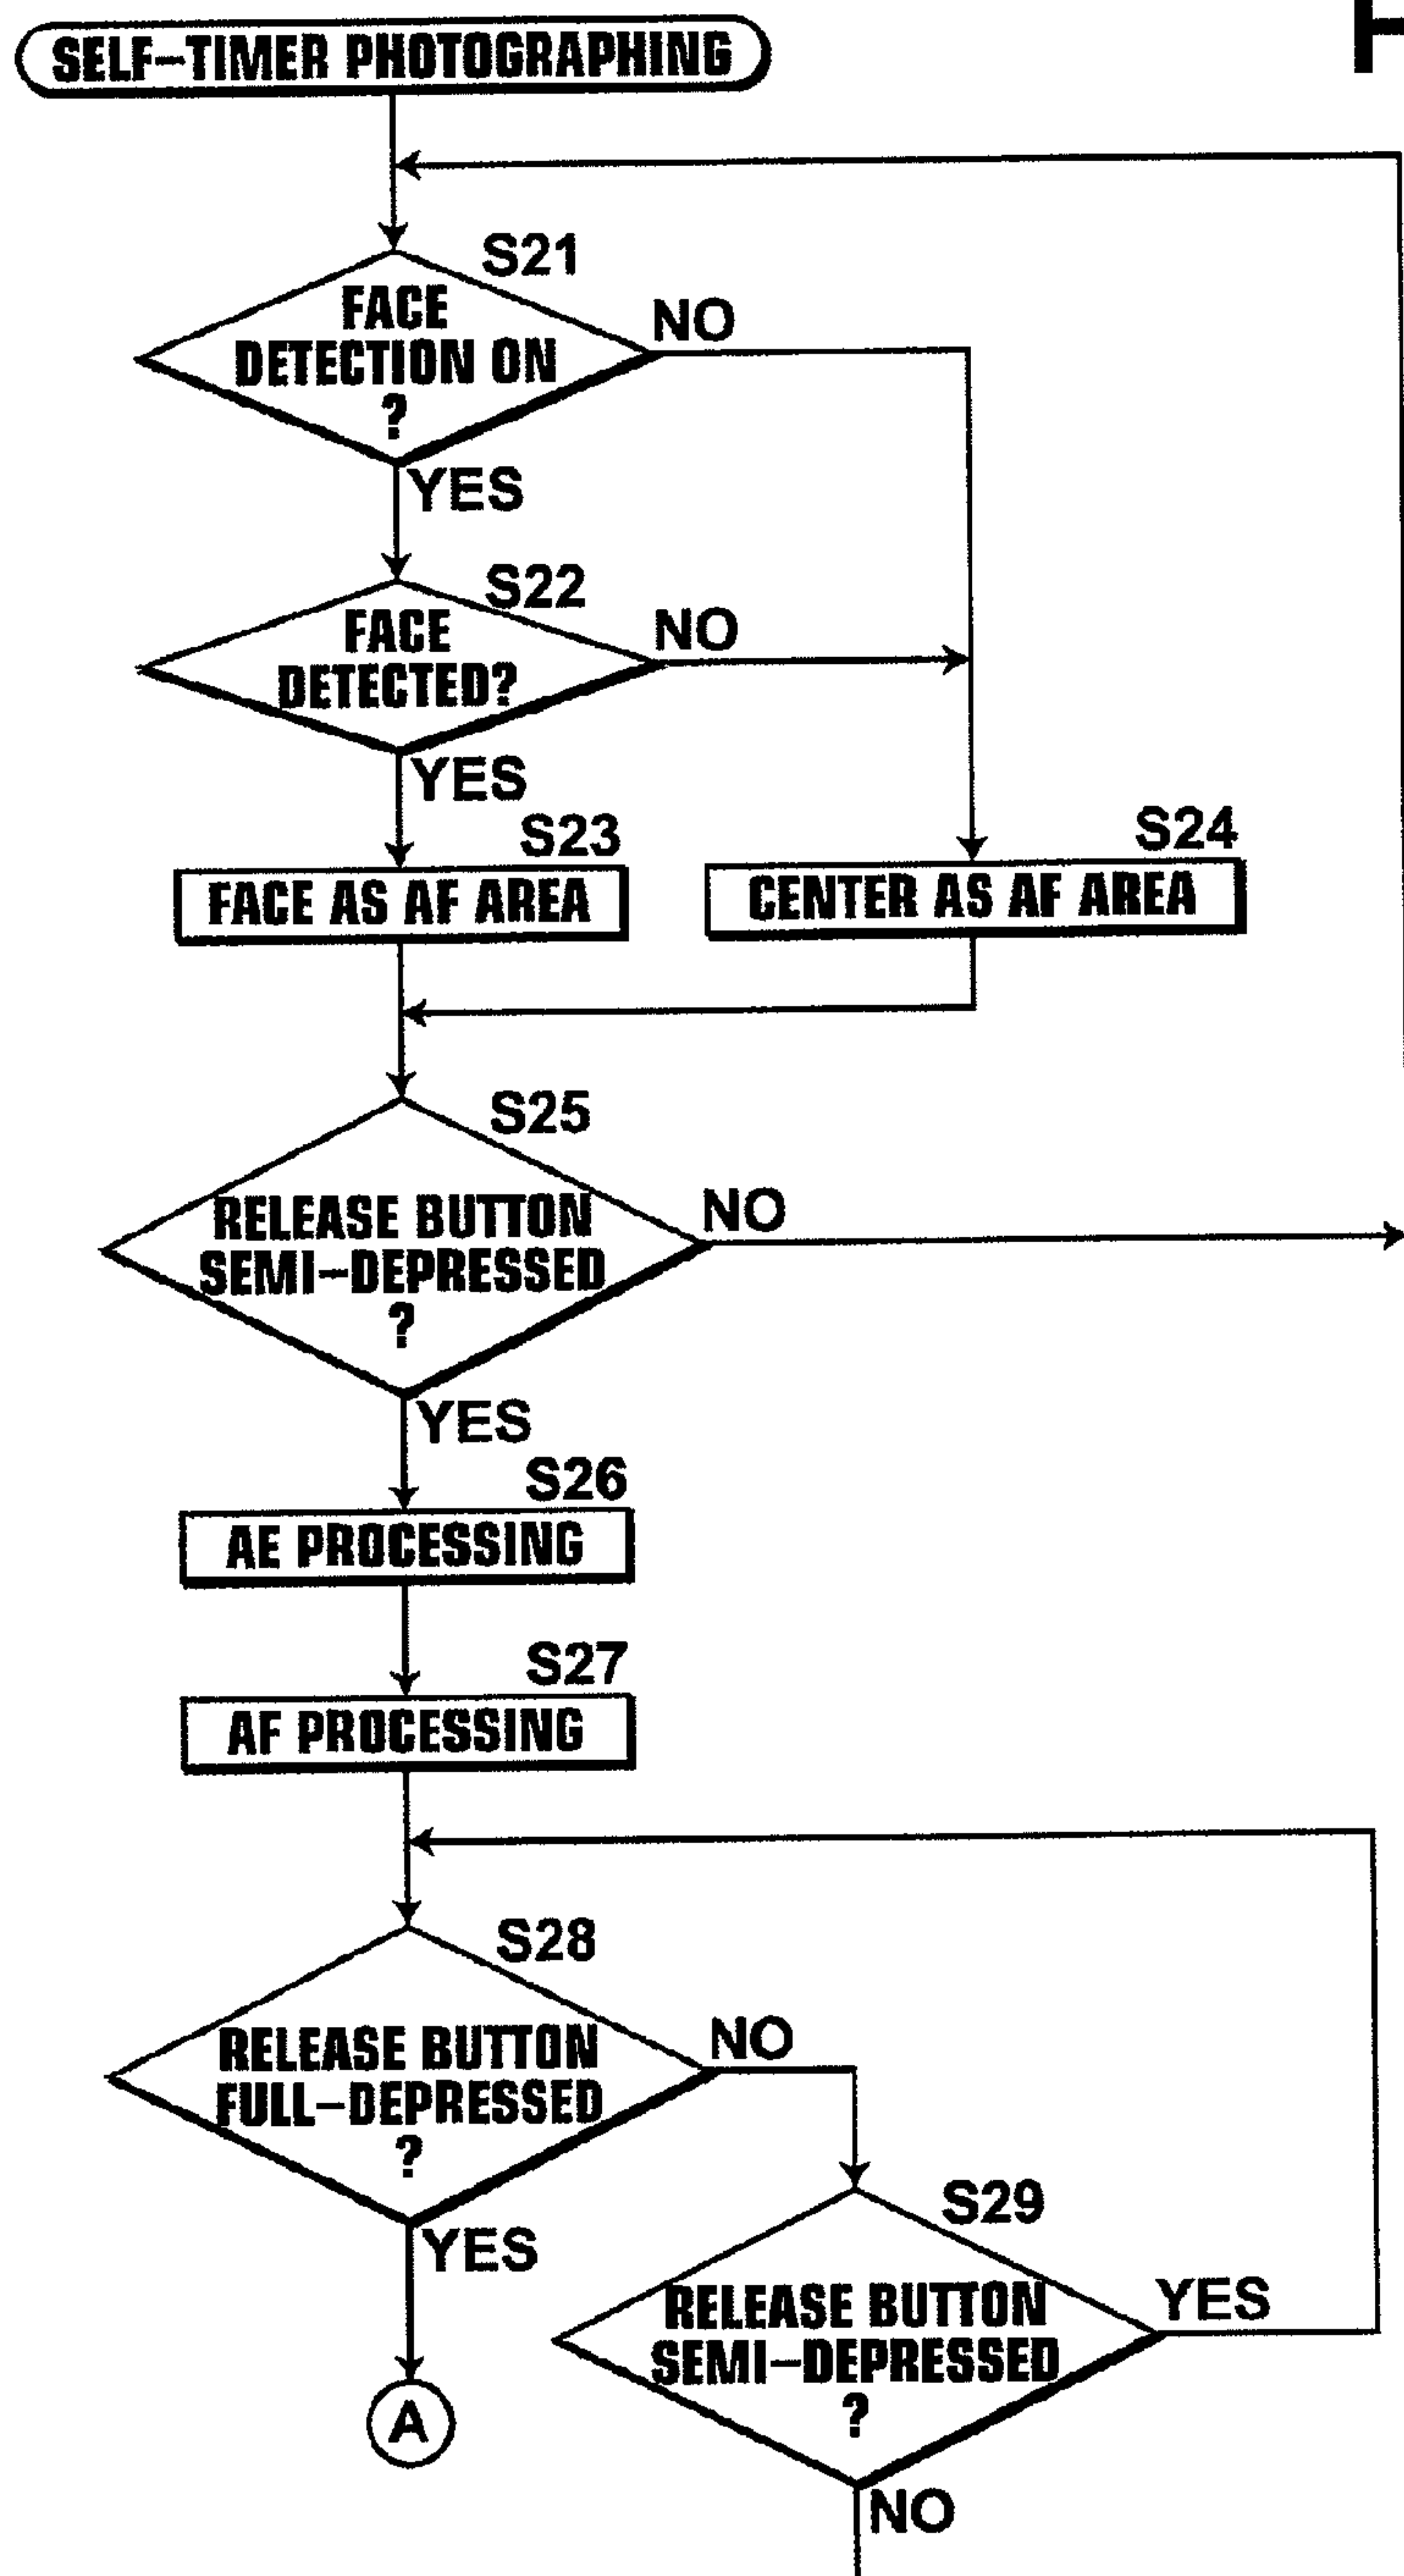 SELF-TIMER PHOTOGRAPHING
S21
FACE
DETECTION ON
?
NO
YES
S22
FACE
DETECTED?
NO
YES
S23
FACE AS AF AREA
S24
CENTER AS AF AREA
S25
RELEASE BUTTON
SEMI-DEPRESSED
?
NO
YES
S26
AE PROCESSING
S27
AF PROCESSING
S28
RELEASE BUTTON
FULL-DEPRESSED
?
NO
YES
S29
RELEASE BUTTON
SEMI-DEPRESSED
?
YES
A
NO